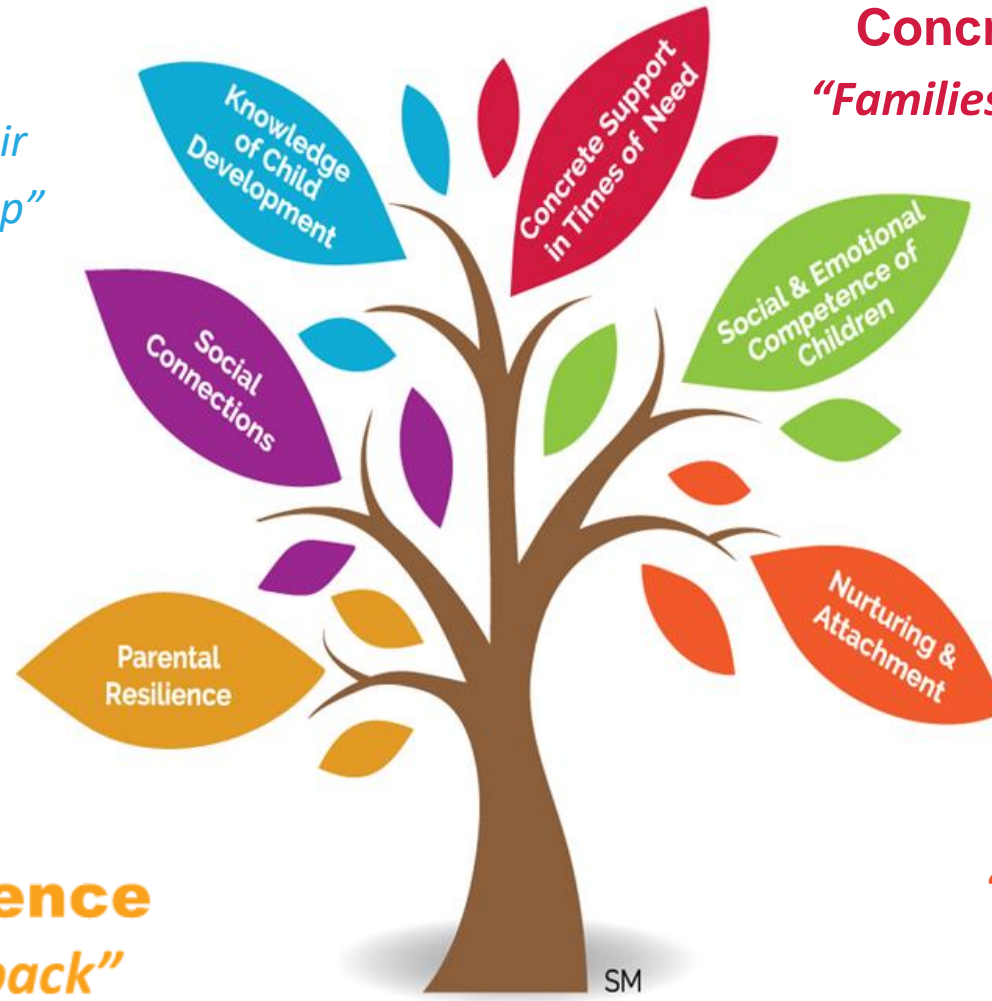 Concr
“Families
ir
p”
Knowledge
of Child
Development
Concrete Support
in Times of Need
Social & Emotional
Competence of
Children
Social
Connections
Nurturing &
Attachment
Parental
Resilience
ence
“
back”
SM